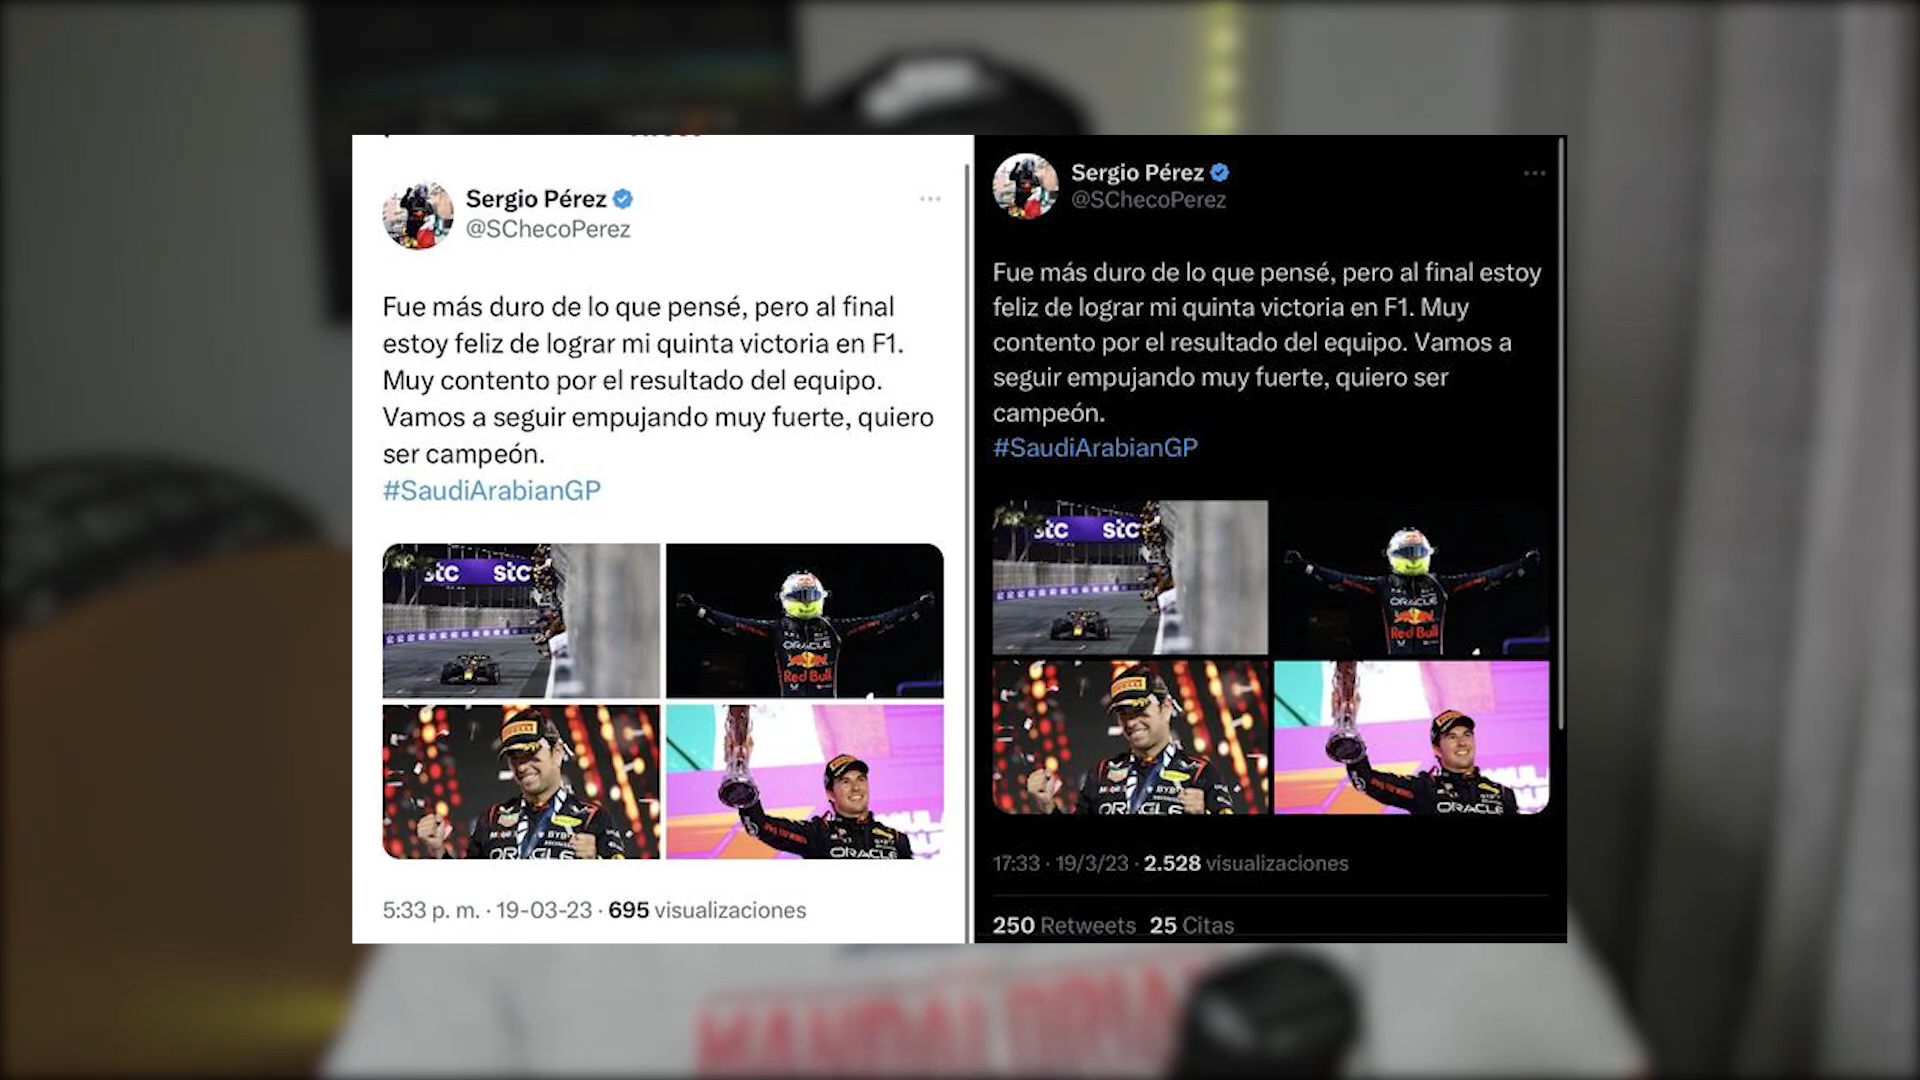 Sergio Pérez
@SChecoPerez
Fue más duro de lo que pensé, pero al final
estoy feliz de lograr mi quinta victoria en F1.
Muy contento por el resultado del equipo.
Vamos a seguir empujando muy fuerte, quiero
ser campeón.
#SaudiArabianGP
stc stc
ORACLE
Red Bull
ORACLE
ORACLE
5:33 p. m. · 19-03-23 · 695 visualizaciones
Sergio Pérez
@SChecoPerez
Fue más duro de lo que pensé, pero al final estoy
feliz de lograr mi quinta victoria en F1. Muy
contento por el resultado del equipo. Vamos a
seguir empujando muy fuerte, quiero ser
campeón.
#SaudiArabianGP
stc stc
ORACLE
Red Bull
ORACLE
ORACLE
17:33 · 19/3/23 · 2.528 visualizaciones
250 Retweets 25 Citas